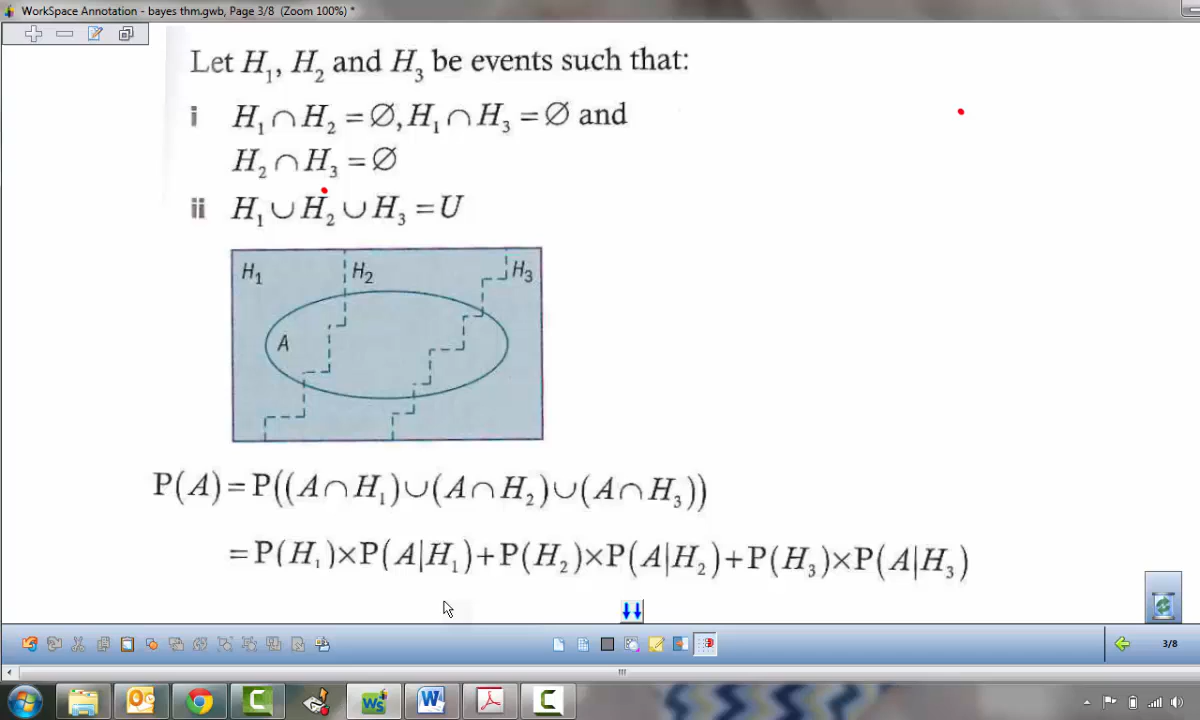 WorkSpace Annotation - bayes thm.gwb, Page 3/8 (Zoom 100%) *
Let H₁, H₂ and H₃ be events such that:
i H₁ ∩ H₂ = ∅, H₁ ∩ H₃ = ∅ and
H₂ ∩ H₃ = ∅
ii H₁ ∪ H₂ ∪ H₃ = U
H₁ H₂ H₃
A
P(A) = P((A ∩ H₁) ∪ (A ∩ H₂) ∪ (A ∩ H₃))
= P(H₁) × P(A|H₁) + P(H₂) × P(A|H₂) + P(H₃) × P(A|H₃)
3/8